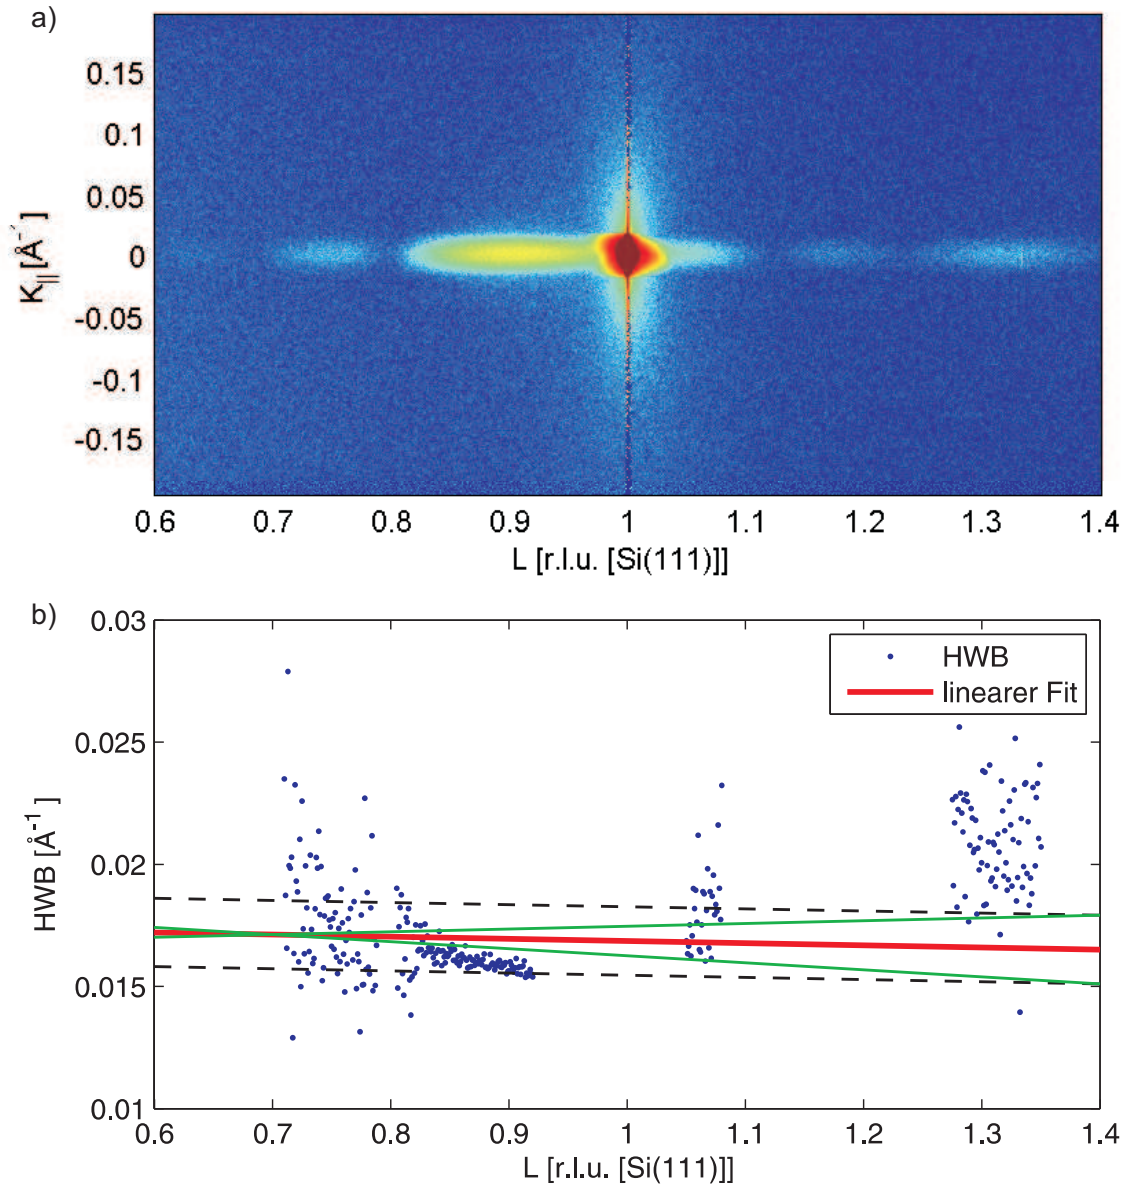 a)
0.15
0.1
0.05
0
-0.05
-0.1
-0.15
K|| [Å⁻
0.6 0.7 0.8 0.9 1 1.1 1.2 1.3 1.4
L [r.l.u. [Si(111)]]
b)
0.03
0.025
0.02
0.015
0.01
HWB [Å⁻¹]
HWB
linearer Fit
0.6 0.7 0.8 0.9 1 1.1 1.2 1.3 1.4
L [r.l.u. [Si(111)]]